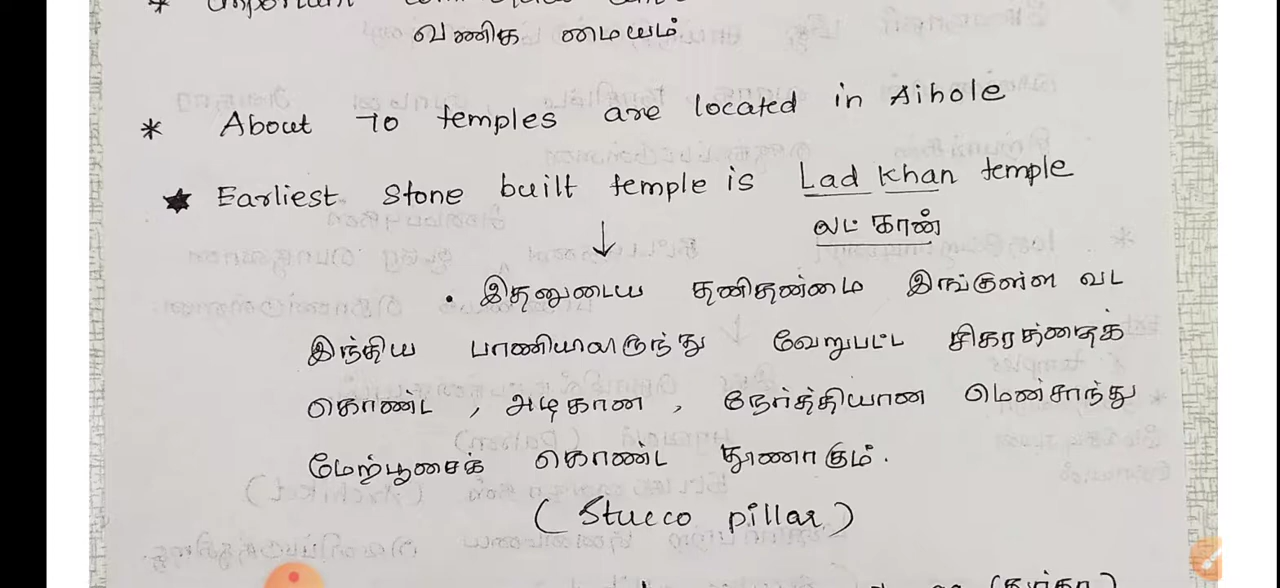 * Important
வணிக மையம்
* About 70 temples are located in Aihole
★ Earliest stone built temple is Lad Khan temple
லட் கான்
↓
• இதனுடைய தனிதன்மை இங்குள்ள வட
இந்திய பாணியிலிருந்து வேறுபட்ட சிகரத்தைக்
கொண்ட , அழகான , நேர்த்தியான மென்சாந்து
மேற்பூசைக் கொண்ட தூணாகும்.
(Stucco pillar)